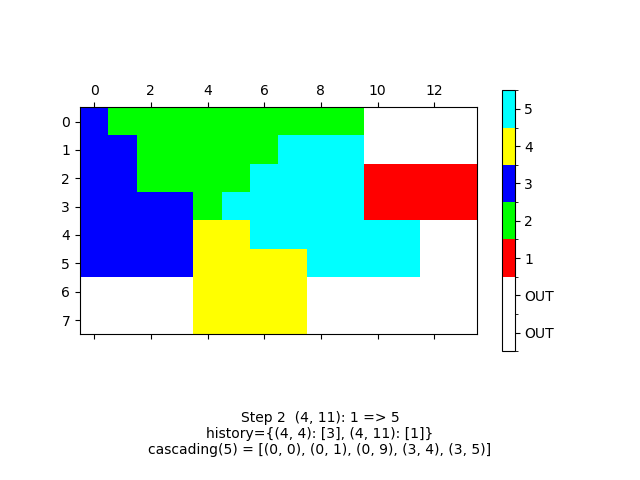 0 2 4 6 8 10 12
0
1
2
3
4
5
6
7
5
4
3
2
1
OUT
OUT
Step 2  (4, 11): 1 => 5
history={(4, 4): [3], (4, 11): [1]}
cascading(5) = [(0, 0), (0, 1), (0, 9), (3, 4), (3, 5)]